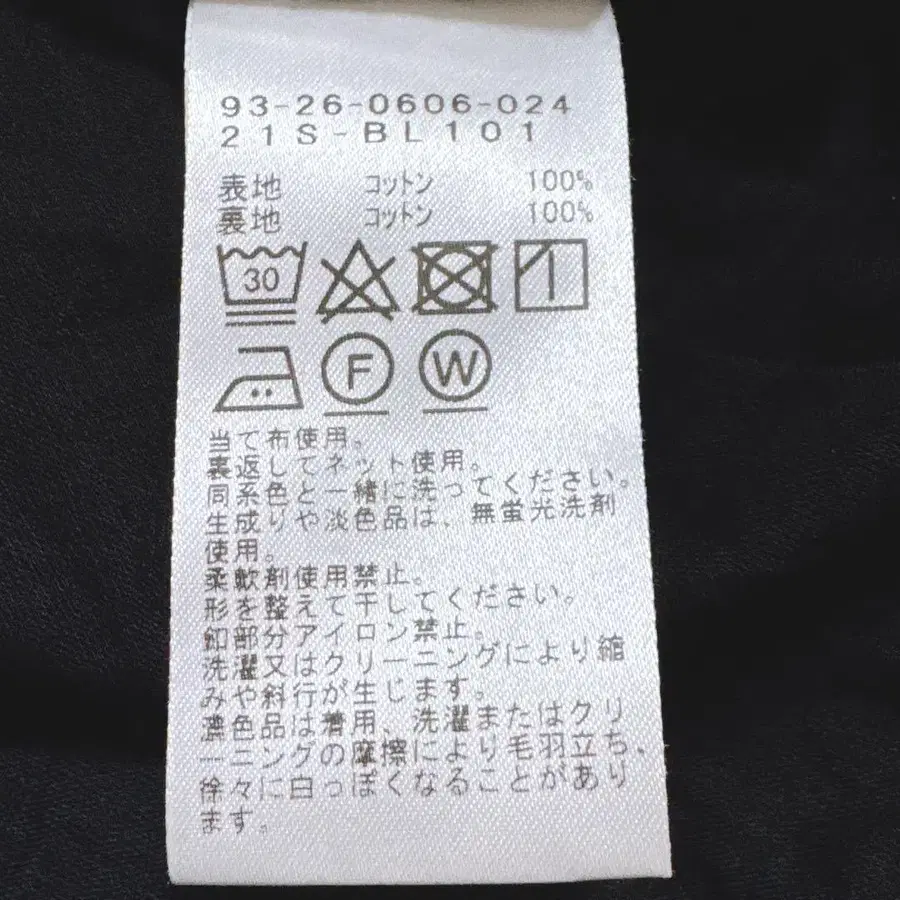 93-26-0606-024
21S-BL101
表地 コットン 100%
裏地 コットン 100%
30
F W
当て布使用。
裏返してネット使用。
同系色と一緒に洗ってください。
生成りや淡色品は、無蛍光洗剤
使用。
柔軟剤使用禁止。
形を整えて干してください。
釦部分アイロン禁止。
洗濯又はクリーニングにより縮
みや斜行が生じます。
濃色品は着用、洗濯またはクリ
ーニングの摩擦により毛羽立ち、
徐々に白っぽくなることがあり
ます。